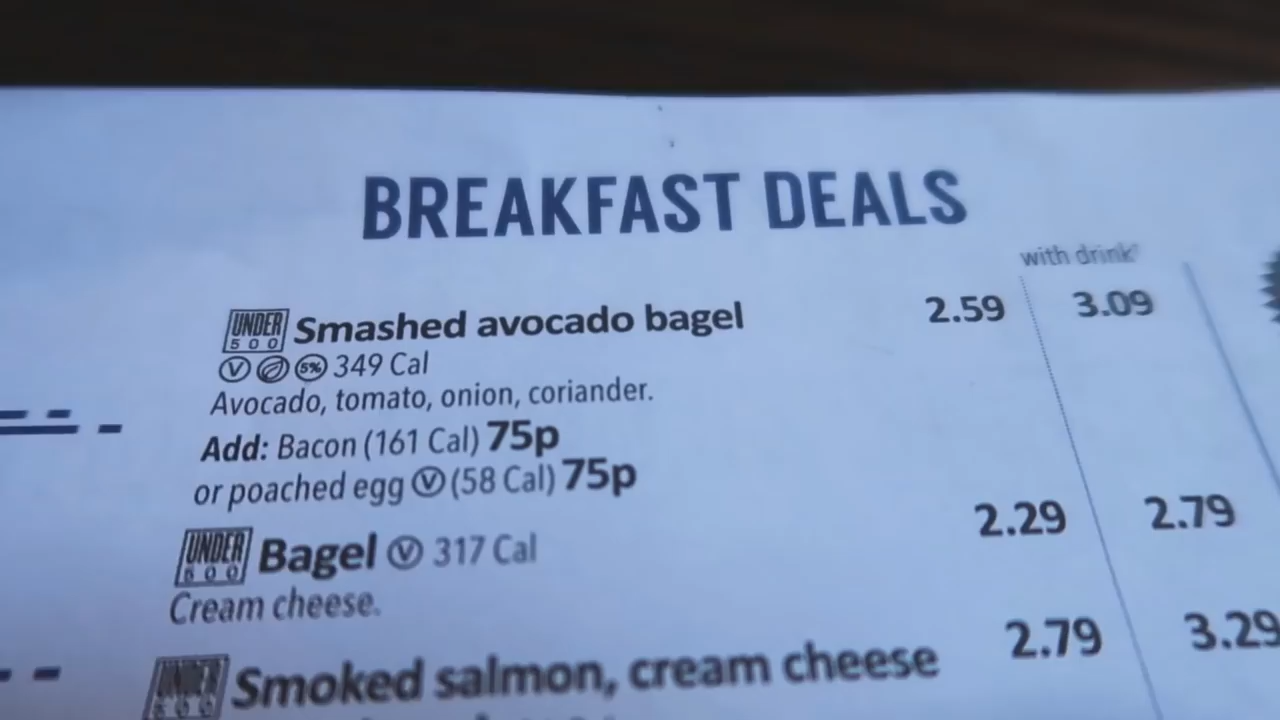 BREAKFAST DEALS
with drink
UNDER 500 Smashed avocado bagel 2.59 3.09
V 5% 349 Cal
Avocado, tomato, onion, coriander.
Add: Bacon (161 Cal) 75p
or poached egg V (58 Cal) 75p
UNDER 500 Bagel V 317 Cal 2.29 2.79
Cream cheese.
UNDER 500 Smoked salmon, cream cheese 2.79 3.29